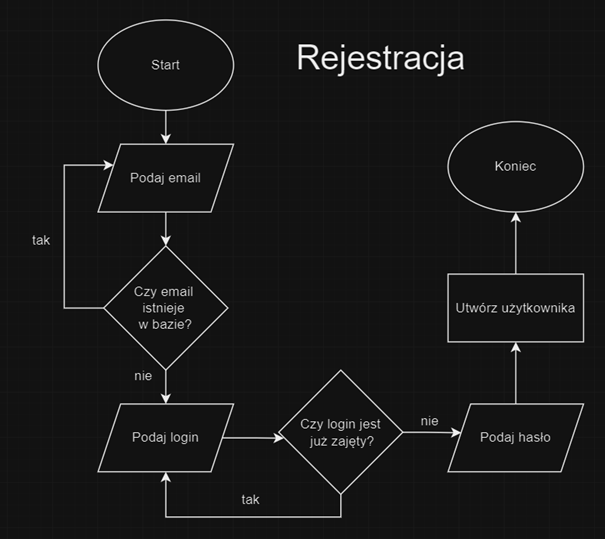 Rejestracja
Start
Podaj email
tak
Czy email
istnieje
w bazie?
nie
Podaj login
Czy login jest
już zajęty?
tak
nie
Podaj hasło
Utwórz użytkownika
Koniec